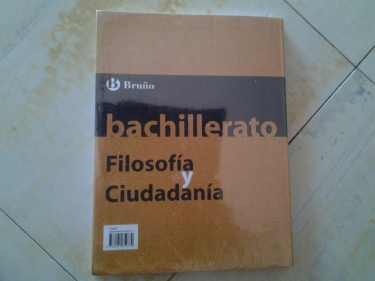 Bruño
bachillerato
Filosofía
y
Ciudadanía